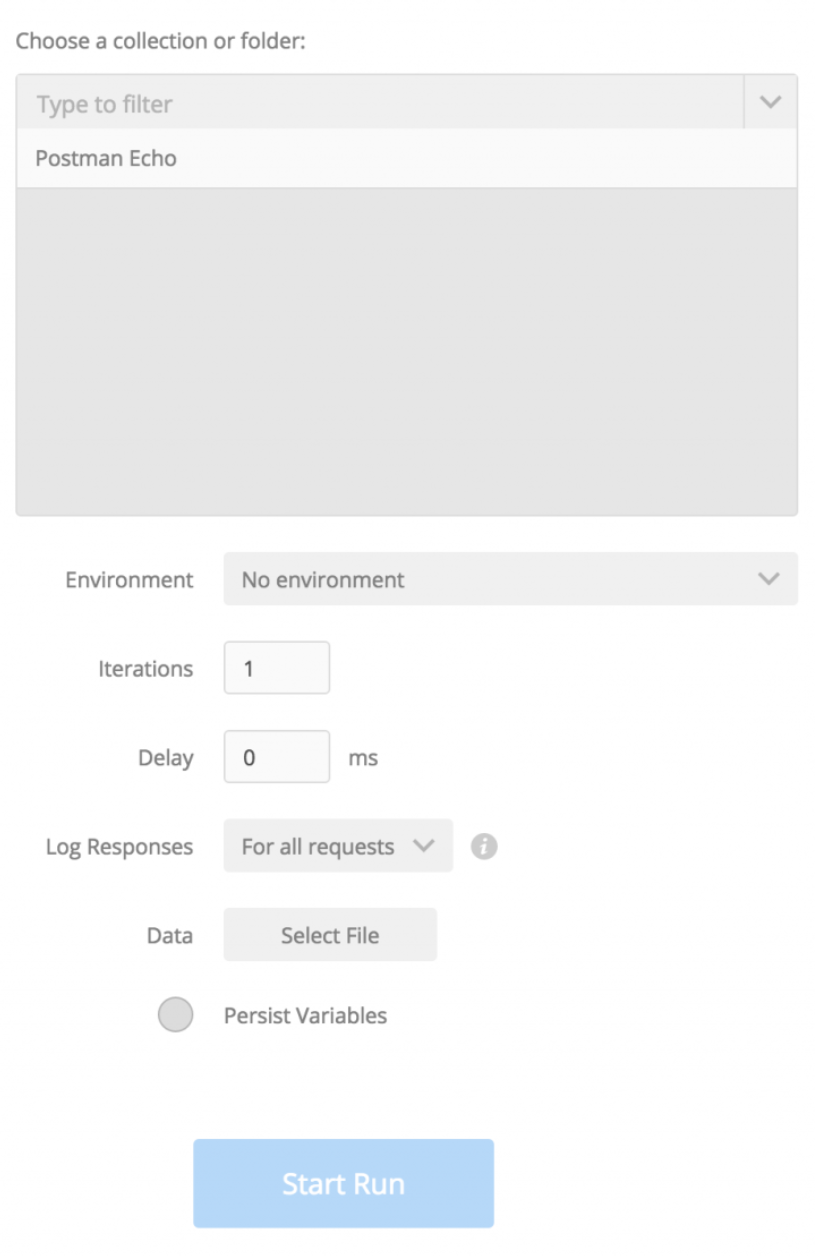 Choose a collection or folder:
Type to filter
Postman Echo
Environment No environment
Iterations 1
Delay 0 ms
Log Responses For all requests i
Data Select File
Persist Variables
Start Run